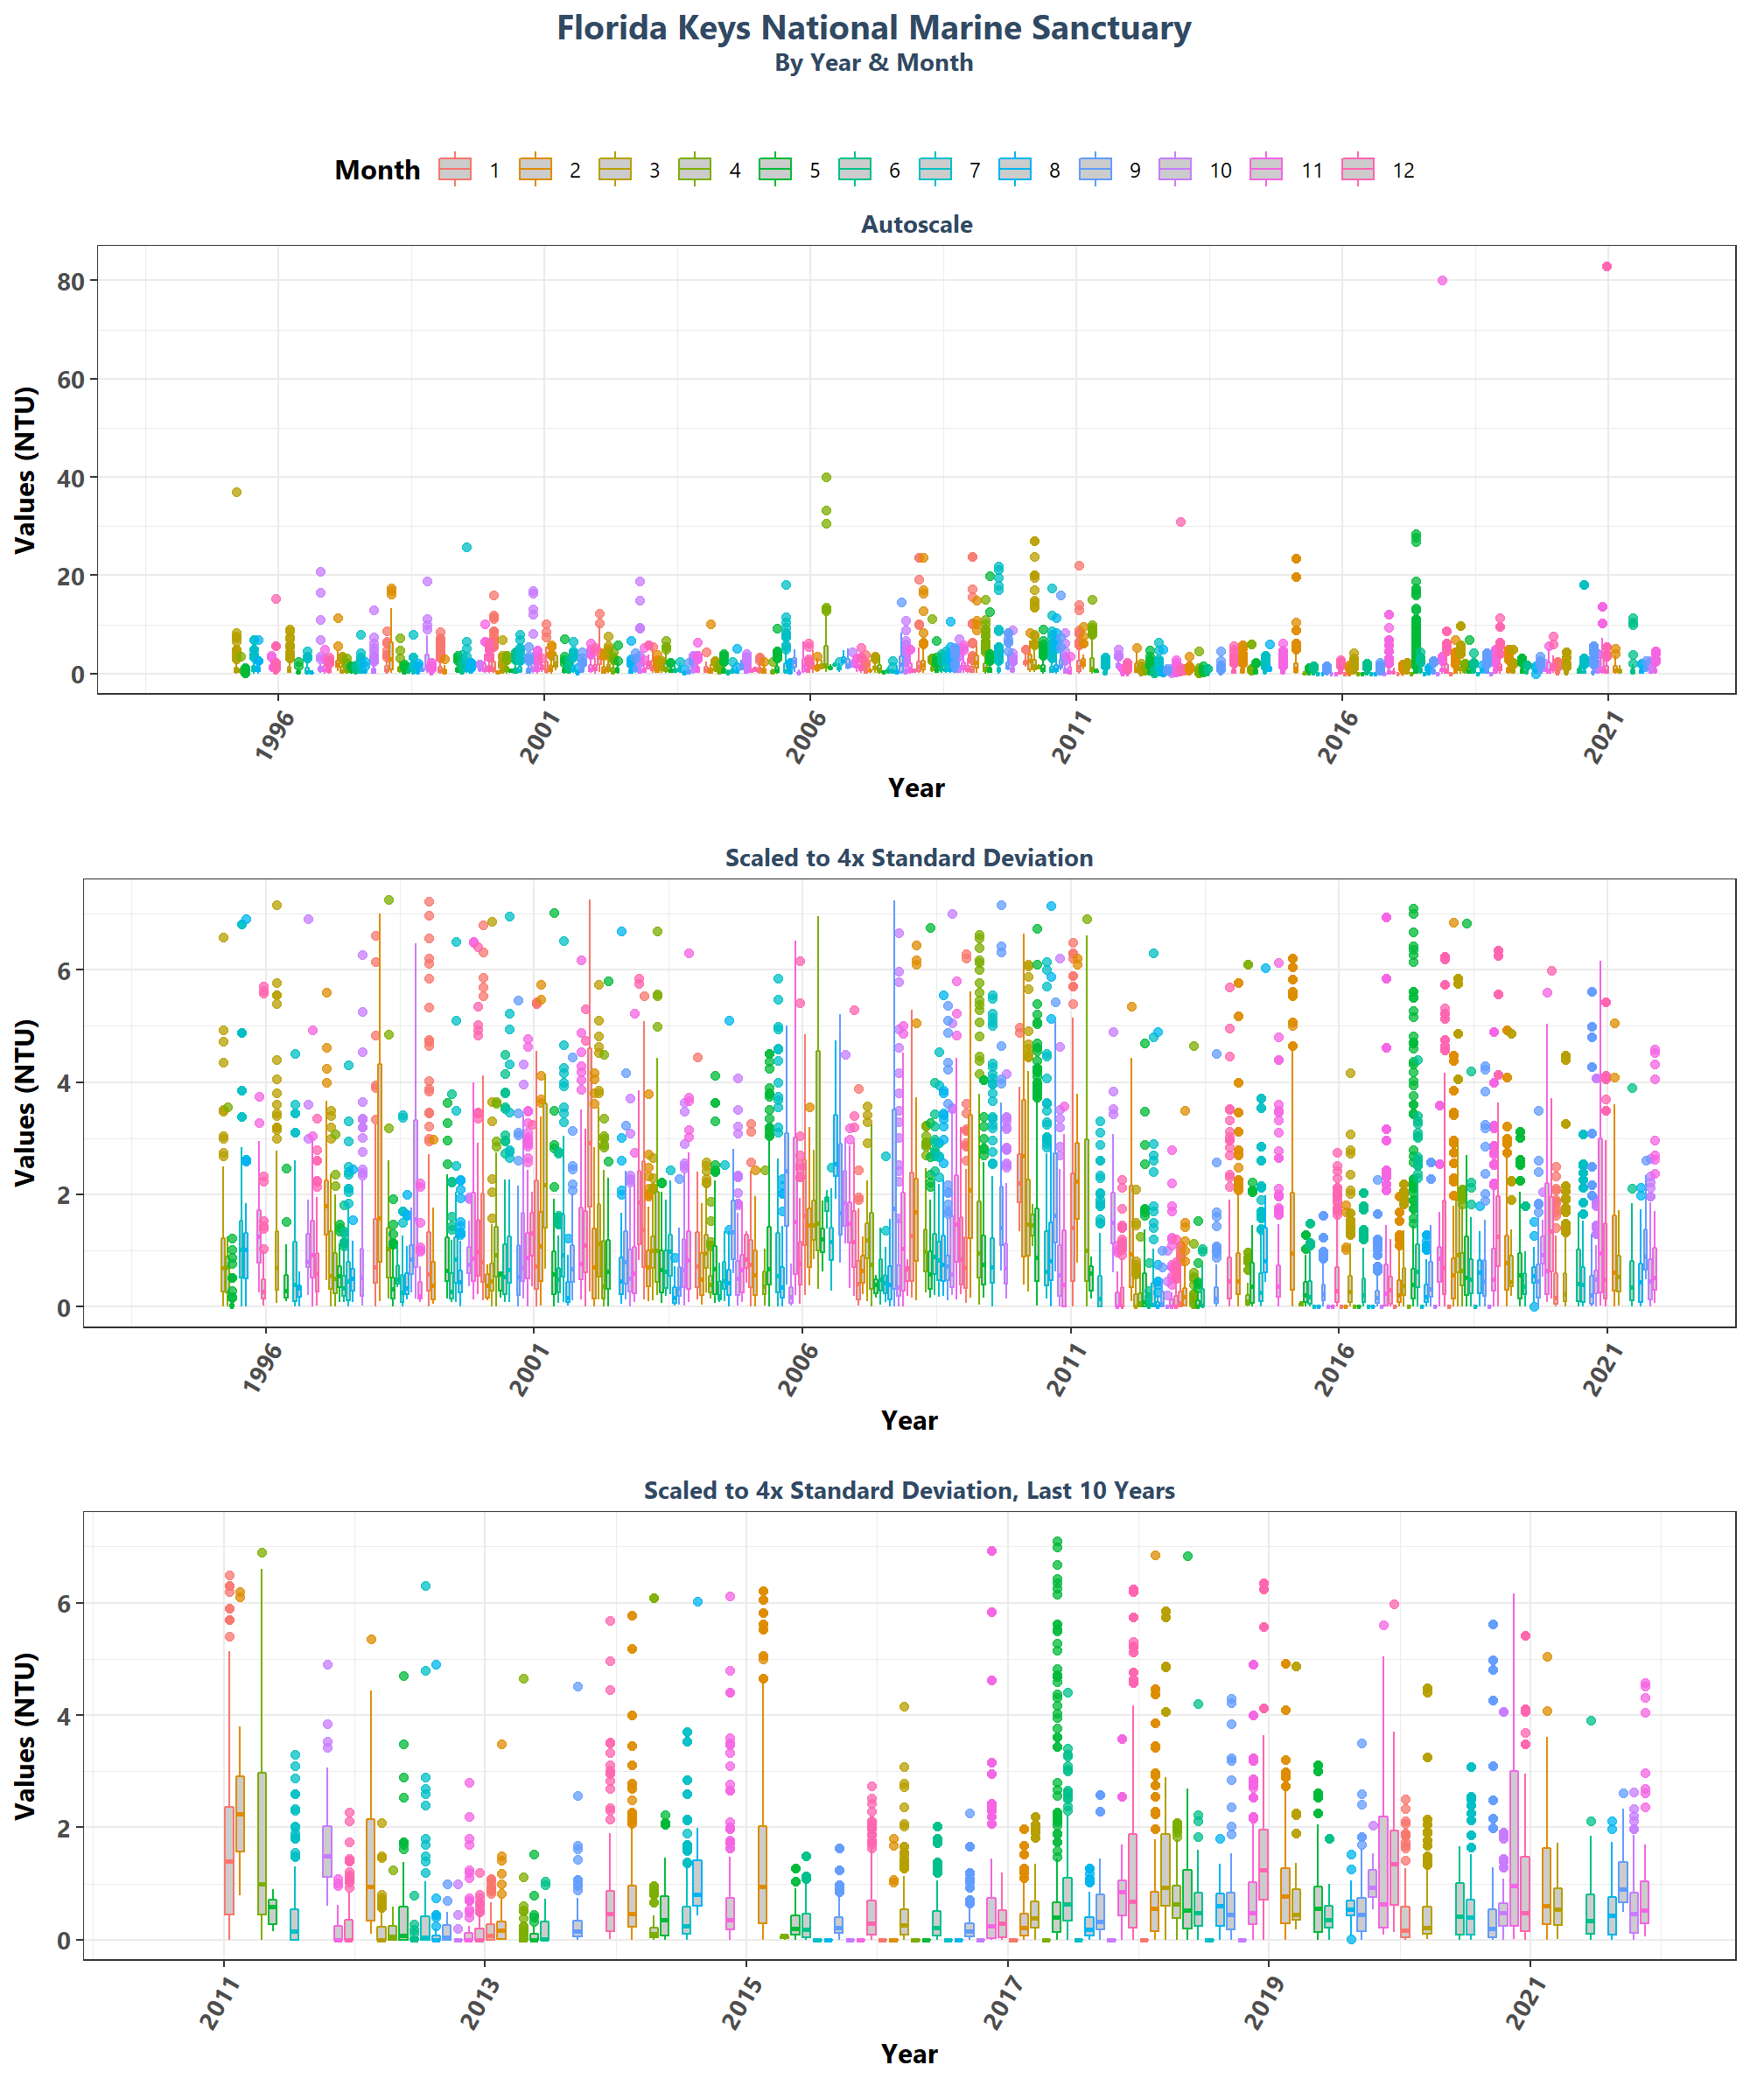 Florida Keys National Marine Sanctuary
By Year & Month
Month 1 2 3 4 5 6 7 8 9 10 11 12
Autoscale
Values (NTU)
80
60
40
20
0
1996 2001 2006 2011 2016 2021
Year
Scaled to 4x Standard Deviation
Values (NTU)
6
4
2
0
1996 2001 2006 2011 2016 2021
Year
Scaled to 4x Standard Deviation, Last 10 Years
Values (NTU)
6
4
2
0
2011 2013 2015 2017 2019 2021
Year